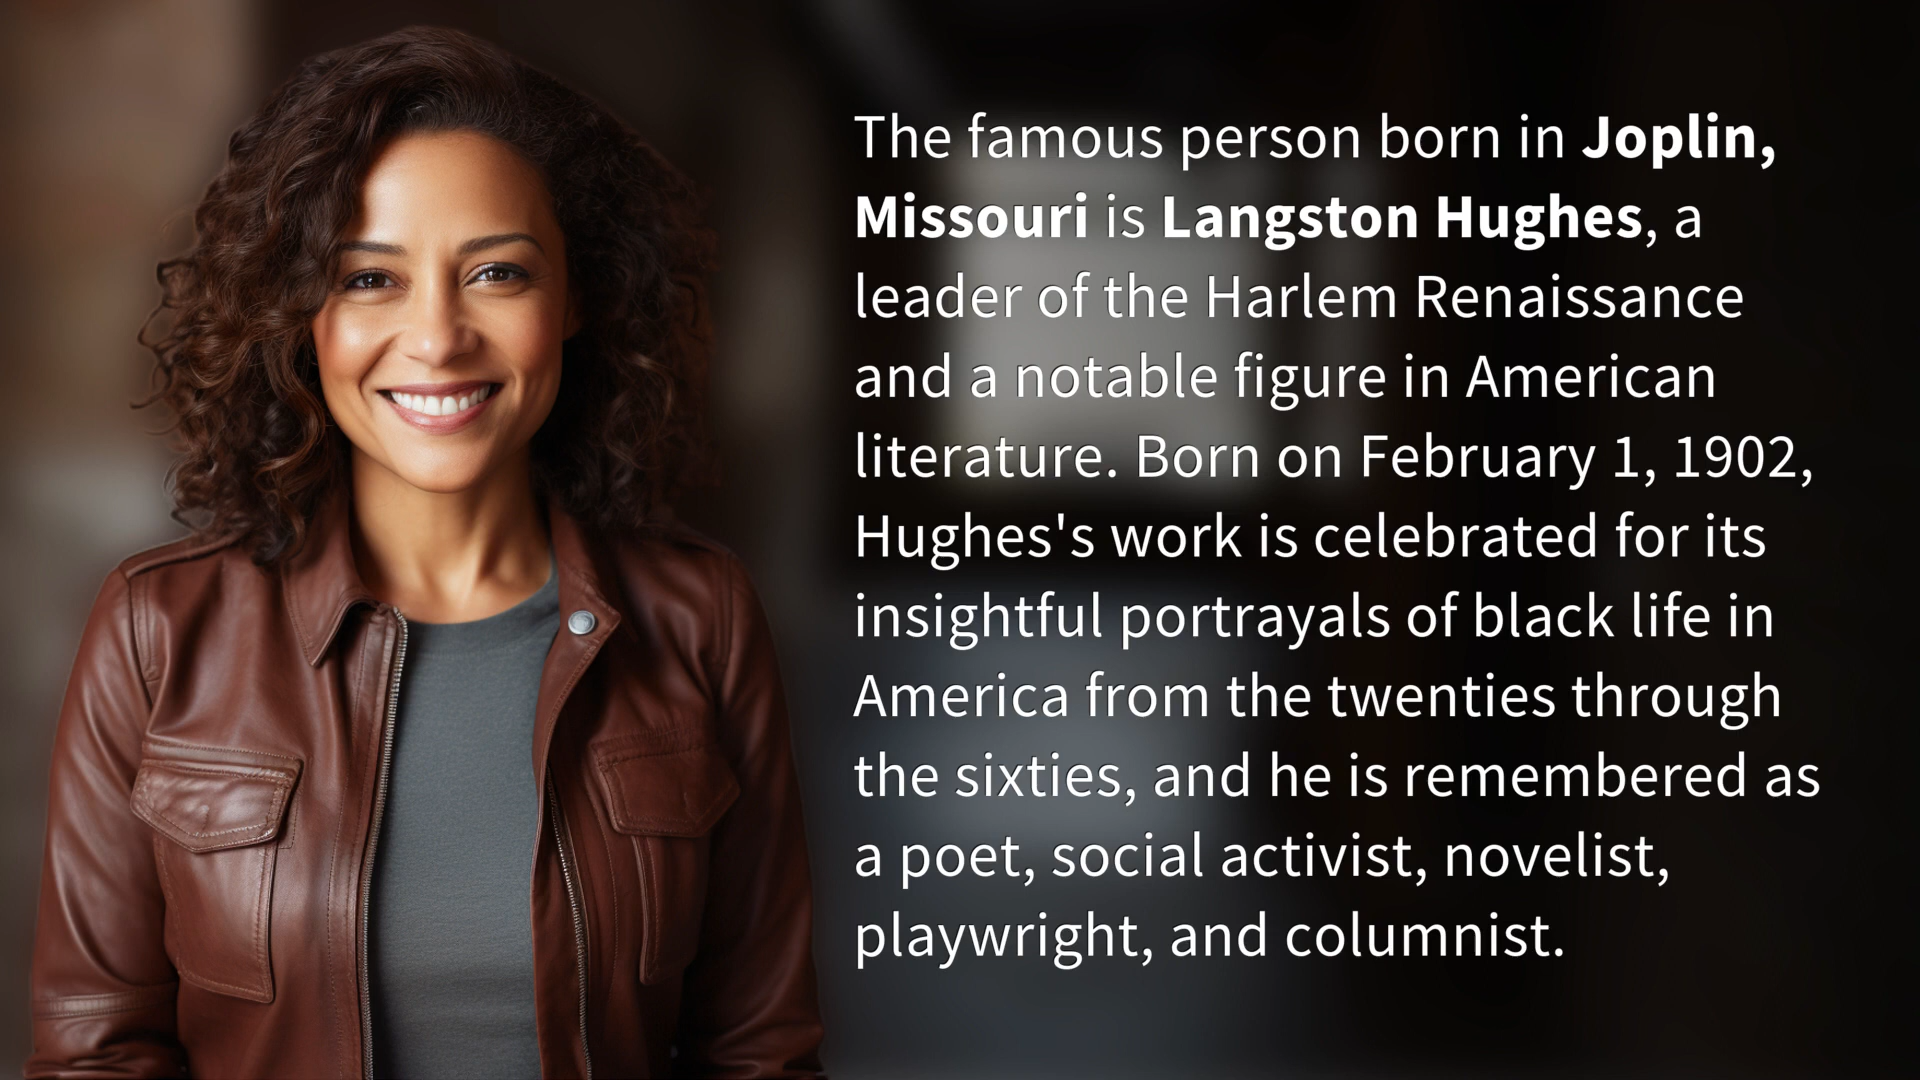 The famous person born in Joplin,
Missouri is Langston Hughes, a
leader of the Harlem Renaissance
and a notable figure in American
literature. Born on February 1, 1902,
Hughes's work is celebrated for its
insightful portrayals of black life in
America from the twenties through
the sixties, and he is remembered as
a poet, social activist, novelist,
playwright, and columnist.